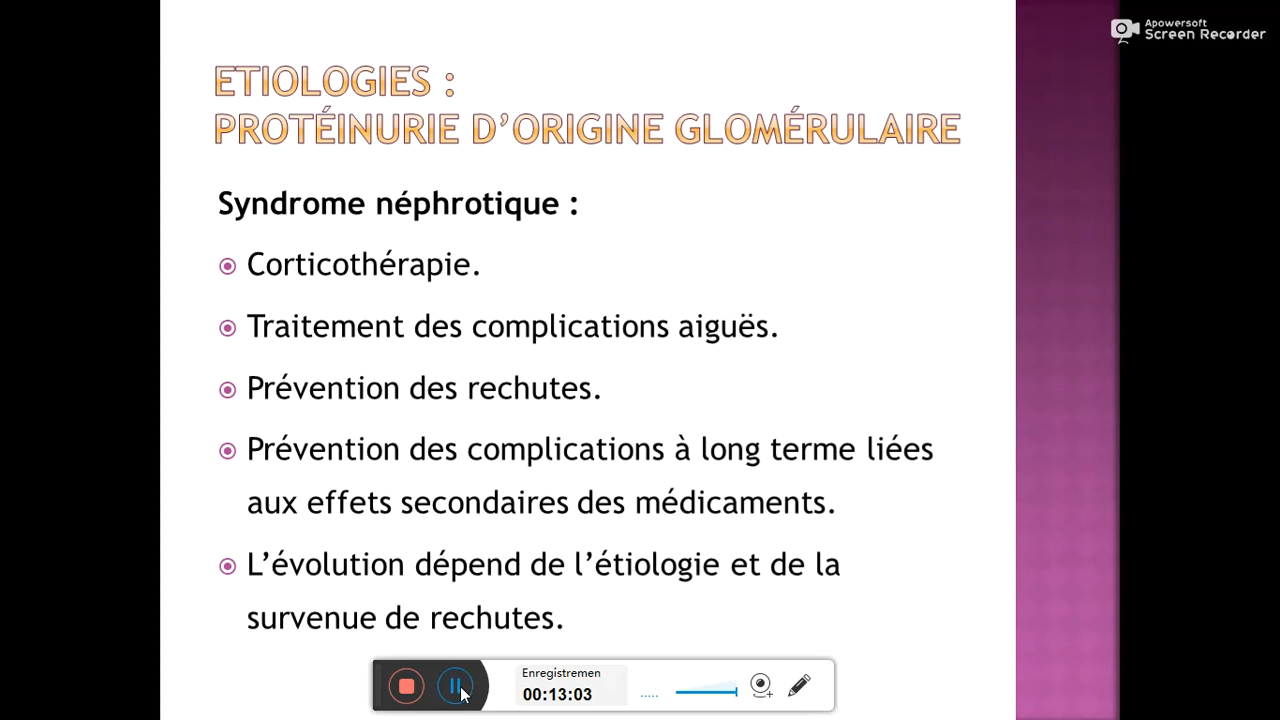 Apowersoft
Screen Recorder
ETIOLOGIES :
PROTÉINURIE D’ORIGINE GLOMÉRULAIRE
Syndrome néphrotique :
Corticothérapie.
Traitement des complications aiguës.
Prévention des rechutes.
Prévention des complications à long terme liées
aux effets secondaires des médicaments.
L’évolution dépend de l’étiologie et de la
survenue de rechutes.
Enregistremen
00:13:03